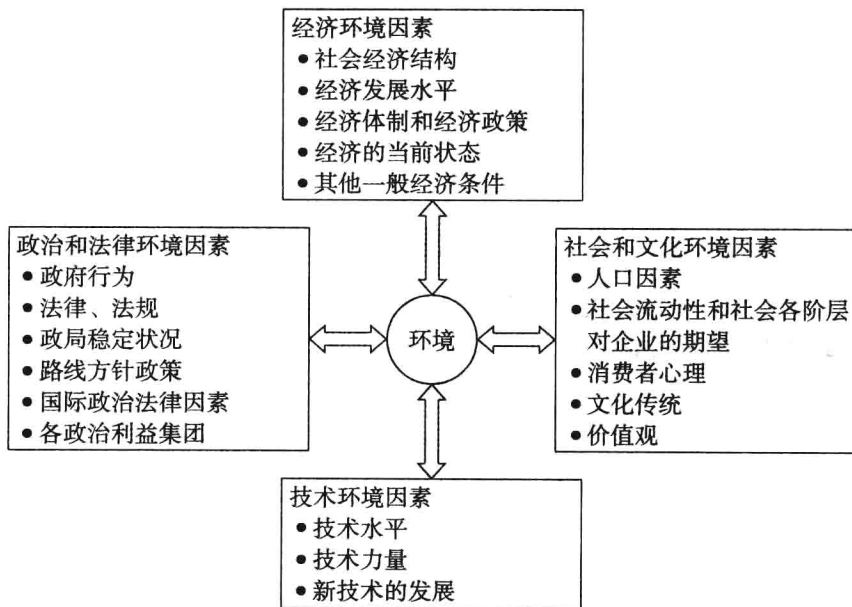 经济环境因素
●社会经济结构
●经济发展水平
●经济体制和经济政策
●经济的当前状态
●其他一般经济条件
政治和法律环境因素
●政府行为
●法律、法规
●政局稳定状况
●路线方针政策
●国际政治法律因素
●各政治利益集团
环境
社会和文化环境因素
●人口因素
●社会流动性和社会各阶层
对企业的期望
●消费者心理
●文化传统
●价值观
技术环境因素
●技术水平
●技术力量
●新技术的发展